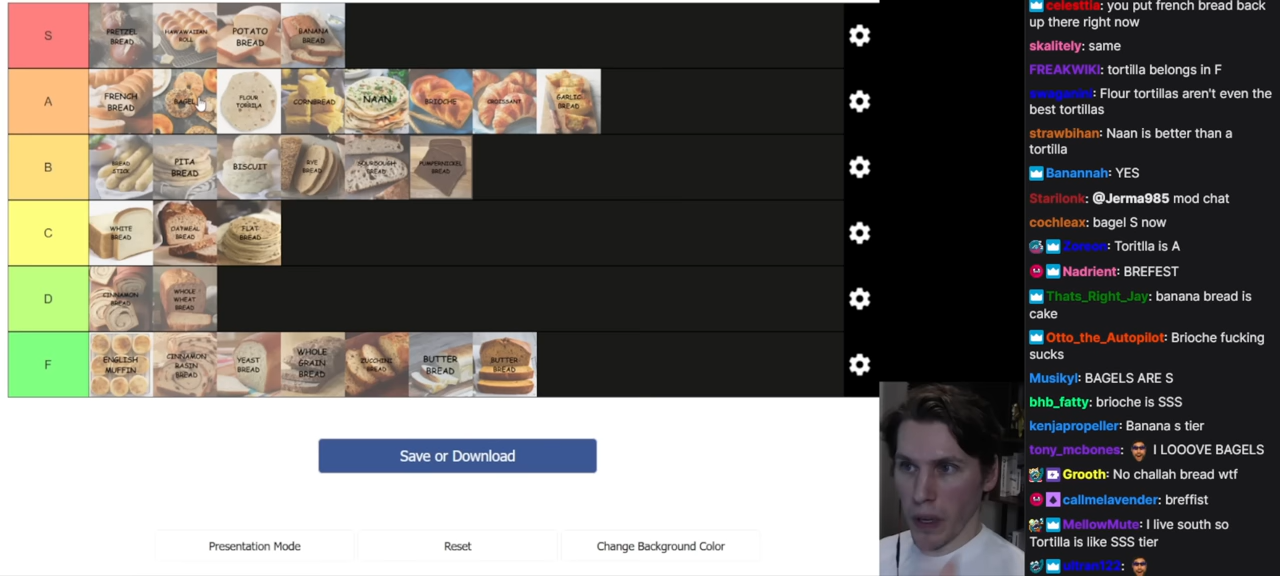 S
PRETZEL
BREAD
HAWAWAIIAN
ROLL
POTATO
BREAD
BANANA
BREAD
A
FRENCH
BREAD
BAGEL
FLOUR
TORRILA
CORNBREAD
NAAN
BRIOCHE
CROISSANT
GARLIC
BREAD
B
BREAD
STICK
PITA
BREAD
BISCUIT
RYE
BREAD
SOURDOUGH
BREAD
PUMPERNICKEL
BREAD
C
WHITE
BREAD
OATMEAL
BREAD
FLAT
BREAD
D
CINNAMON
BREAD
WHOLE
WHEAT
BREAD
F
ENGLISH
MUFFIN
CINNAMON
RASIN
BREAD
YEAST
BREAD
WHOLE
GRAIN
BREAD
ZUCCHINI
BREAD
BUTTER
BREAD
BUTTER
BREAD
Save or Download
Presentation Mode
Reset
Change Background Color
celesttia: you put french bread back
up there right now
skalitely: same
FREAKWIKI: tortilla belongs in F
swaganini: Flour tortillas aren't even the
best tortillas
strawbihan: Naan is better than a
tortilla
Banannah: YES
Starilonk: @Jerma985 mod chat
cochleax: bagel S now
Zoreon: Toritlla is A
Nadrient: BREFEST
Thats_Right_Jay: banana bread is
cake
Otto_the_Autopilot: Brioche fucking
sucks
Musikyl: BAGELS ARE S
bhb_fatty: brioche is SSS
kenjapropeller: Banana s tier
tony_mcbones: I LOOOVE BAGELS
Grooth: No challah bread wtf
callmelavender: breffist
MellowMute: I live south so
Tortilla is like SSS tier